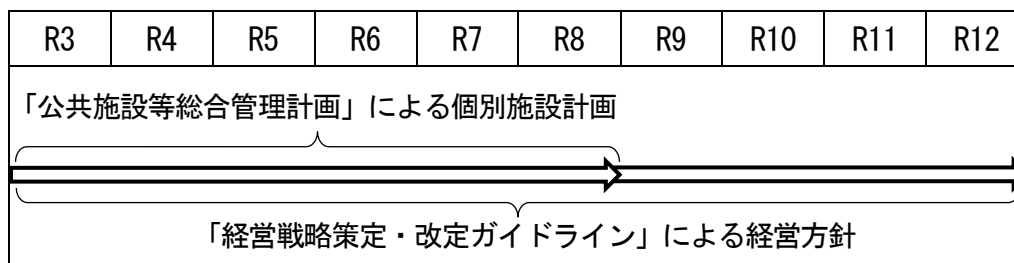 R3 R4 R5 R6 R7 R8 R9 R10 R11 R12
「公共施設等総合管理計画」による個別施設計画
「経営戦略策定・改定ガイドライン」による経営方針